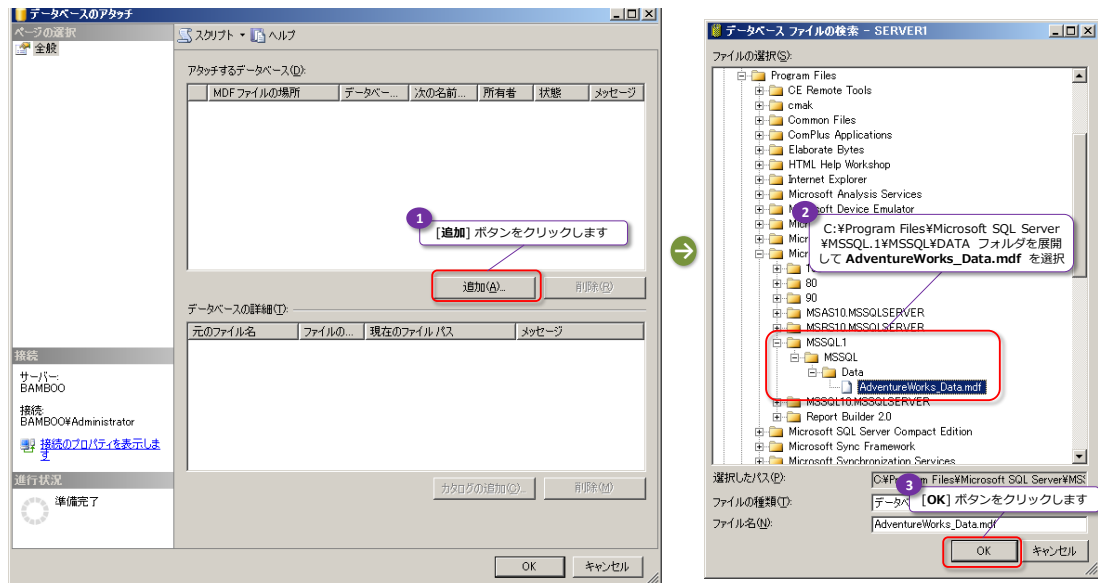 データベースのアタッチ
ページの選択
全般
スクリプト
ヘルプ
アタッチするデータベース(D):
MDF ファイルの場所
データベー...
次の名前...
所有者
状態
メッセージ
1
[追加] ボタンをクリックします
追加(A)...
削除(R)
データベースの詳細(T):
元のファイル名
ファイルの...
現在のファイル パス
メッセージ
接続
サーバー:
BAMBOO
接続:
BAMBOO¥Administrator
接続のプロパティを表示しま
す
進行状況
準備完了
カタログの追加(C)...
削除(M)
OK
キャンセル
データベース ファイルの検索 - SERVER1
ファイルの選択(S):
Program Files
CE Remote Tools
cmak
Common Files
ComPlus Applications
Elaborate Bytes
HTML Help Workshop
Internet Explorer
Microsoft Analysis Services
Device Emulator
2
C:¥Program Files¥Microsoft SQL Server
¥MSSQL.1¥MSSQL¥DATA フォルダを展開
して AdventureWorks_Data.mdf を選択
80
90
MSAS10.MSSQLSERVER
MSRS10.MSSQLSERVER
MSSQL1
MSSQL
Data
AdventureWorks_Data.mdf
MSSQL10.MSSQLSERVER
Report Builder 2.0
Microsoft SQL Server Compact Edition
Microsoft Sync Framework
Microsoft Synchronization Services
選択したパス(P):
Files¥Microsoft SQL Server¥MS
3
[OK] ボタンをクリックします
ファイルの種類(T):
ファイル名(N):
AdventureWorks_Data.mdf
OK
キャンセル